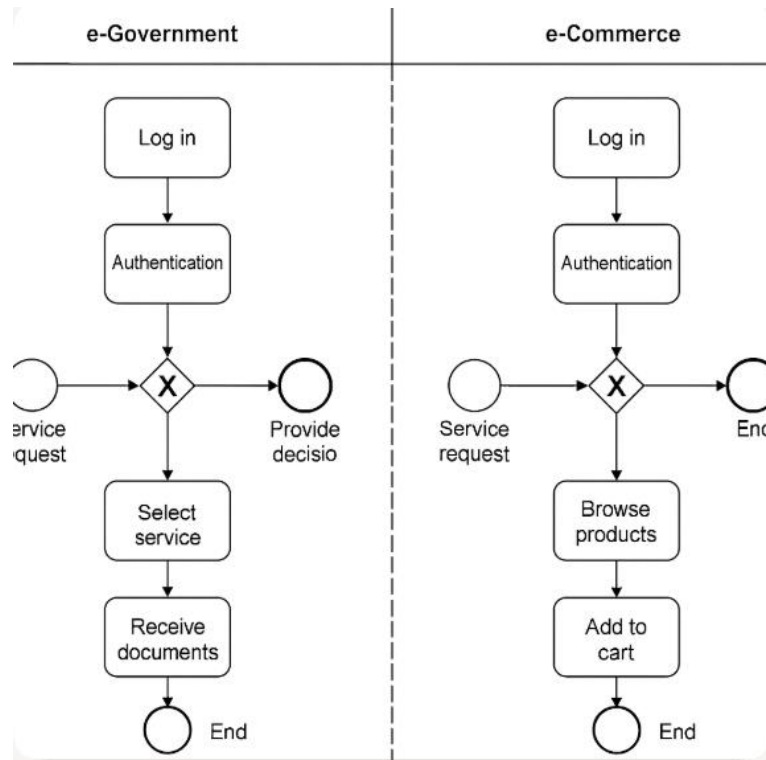 e-Government
e-Commerce
Log in
Log in
Authentication
Authentication
X
X
ervice
equest
Provide
decisio
Service
request
End
Select
service
Browse
products
Receive
documents
Add to
cart
End
End